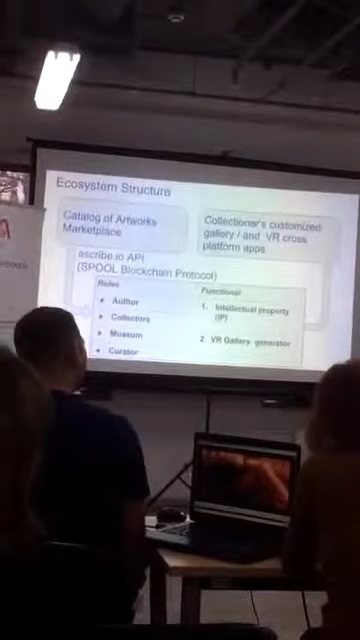 Ecosystem Structure
Catalog of Artworks
Marketplace
Collectioner's customized
gallery / and VR cross
platform apps
ascribe.io API
(SPOOL Blockchain Protocol)
Roles
• Author
• Collectors
• Museum
• Curator
Functional
1. Intellectual property
(IP)
2. VR Gallery generator